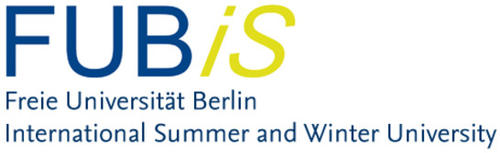 FUBiS
Freie Universität Berlin
International Summer and Winter University